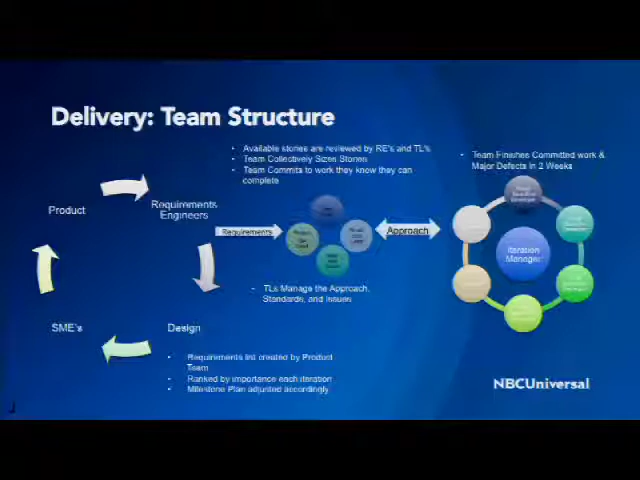 Delivery: Team Structure
• Available stories are reviewed by RE's and TL's
• Team Collectively Sizes Stories
• Team Commits to work they know they can
complete
• Team Finishes Committed work &
Major Defects in 2 Weeks
Product
Requirements
Engineers
Requirements
Approach
Iteration
Manager
- TLs Manage the Approach,
Standards, and Issues
SME's
Design
• Requirements list created by Product
Team
• Ranked by importance each iteration
• Milestone Plan adjusted accordingly
NBCUniversal